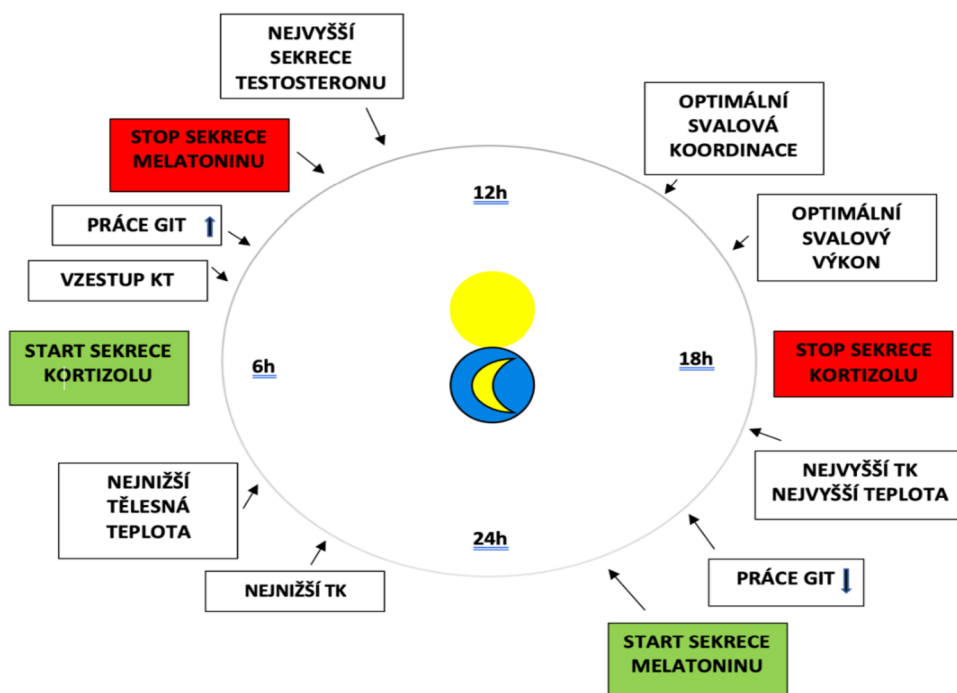 NEJVYŠŠÍ
SEKRECE
TESTOSTERONU
OPTIMÁLNÍ
SVALOVÁ
KOORDINACE
STOP SEKRECE
MELATONINU
12h
PRÁCE GIT
OPTIMÁLNÍ
SVALOVÝ
VÝKON
VZESTUP KT
START SEKRECE
KORTIZOLU
6h
18h
STOP SEKRECE
KORTIZOLU
NEJNIŽŠÍ
TĚLESNÁ
TEPLOTA
NEJVYŠŠÍ TK
NEJVYŠŠÍ TEPLOTA
24h
NEJNIŽŠÍ TK
PRÁCE GIT
START SEKRECE
MELATONINU